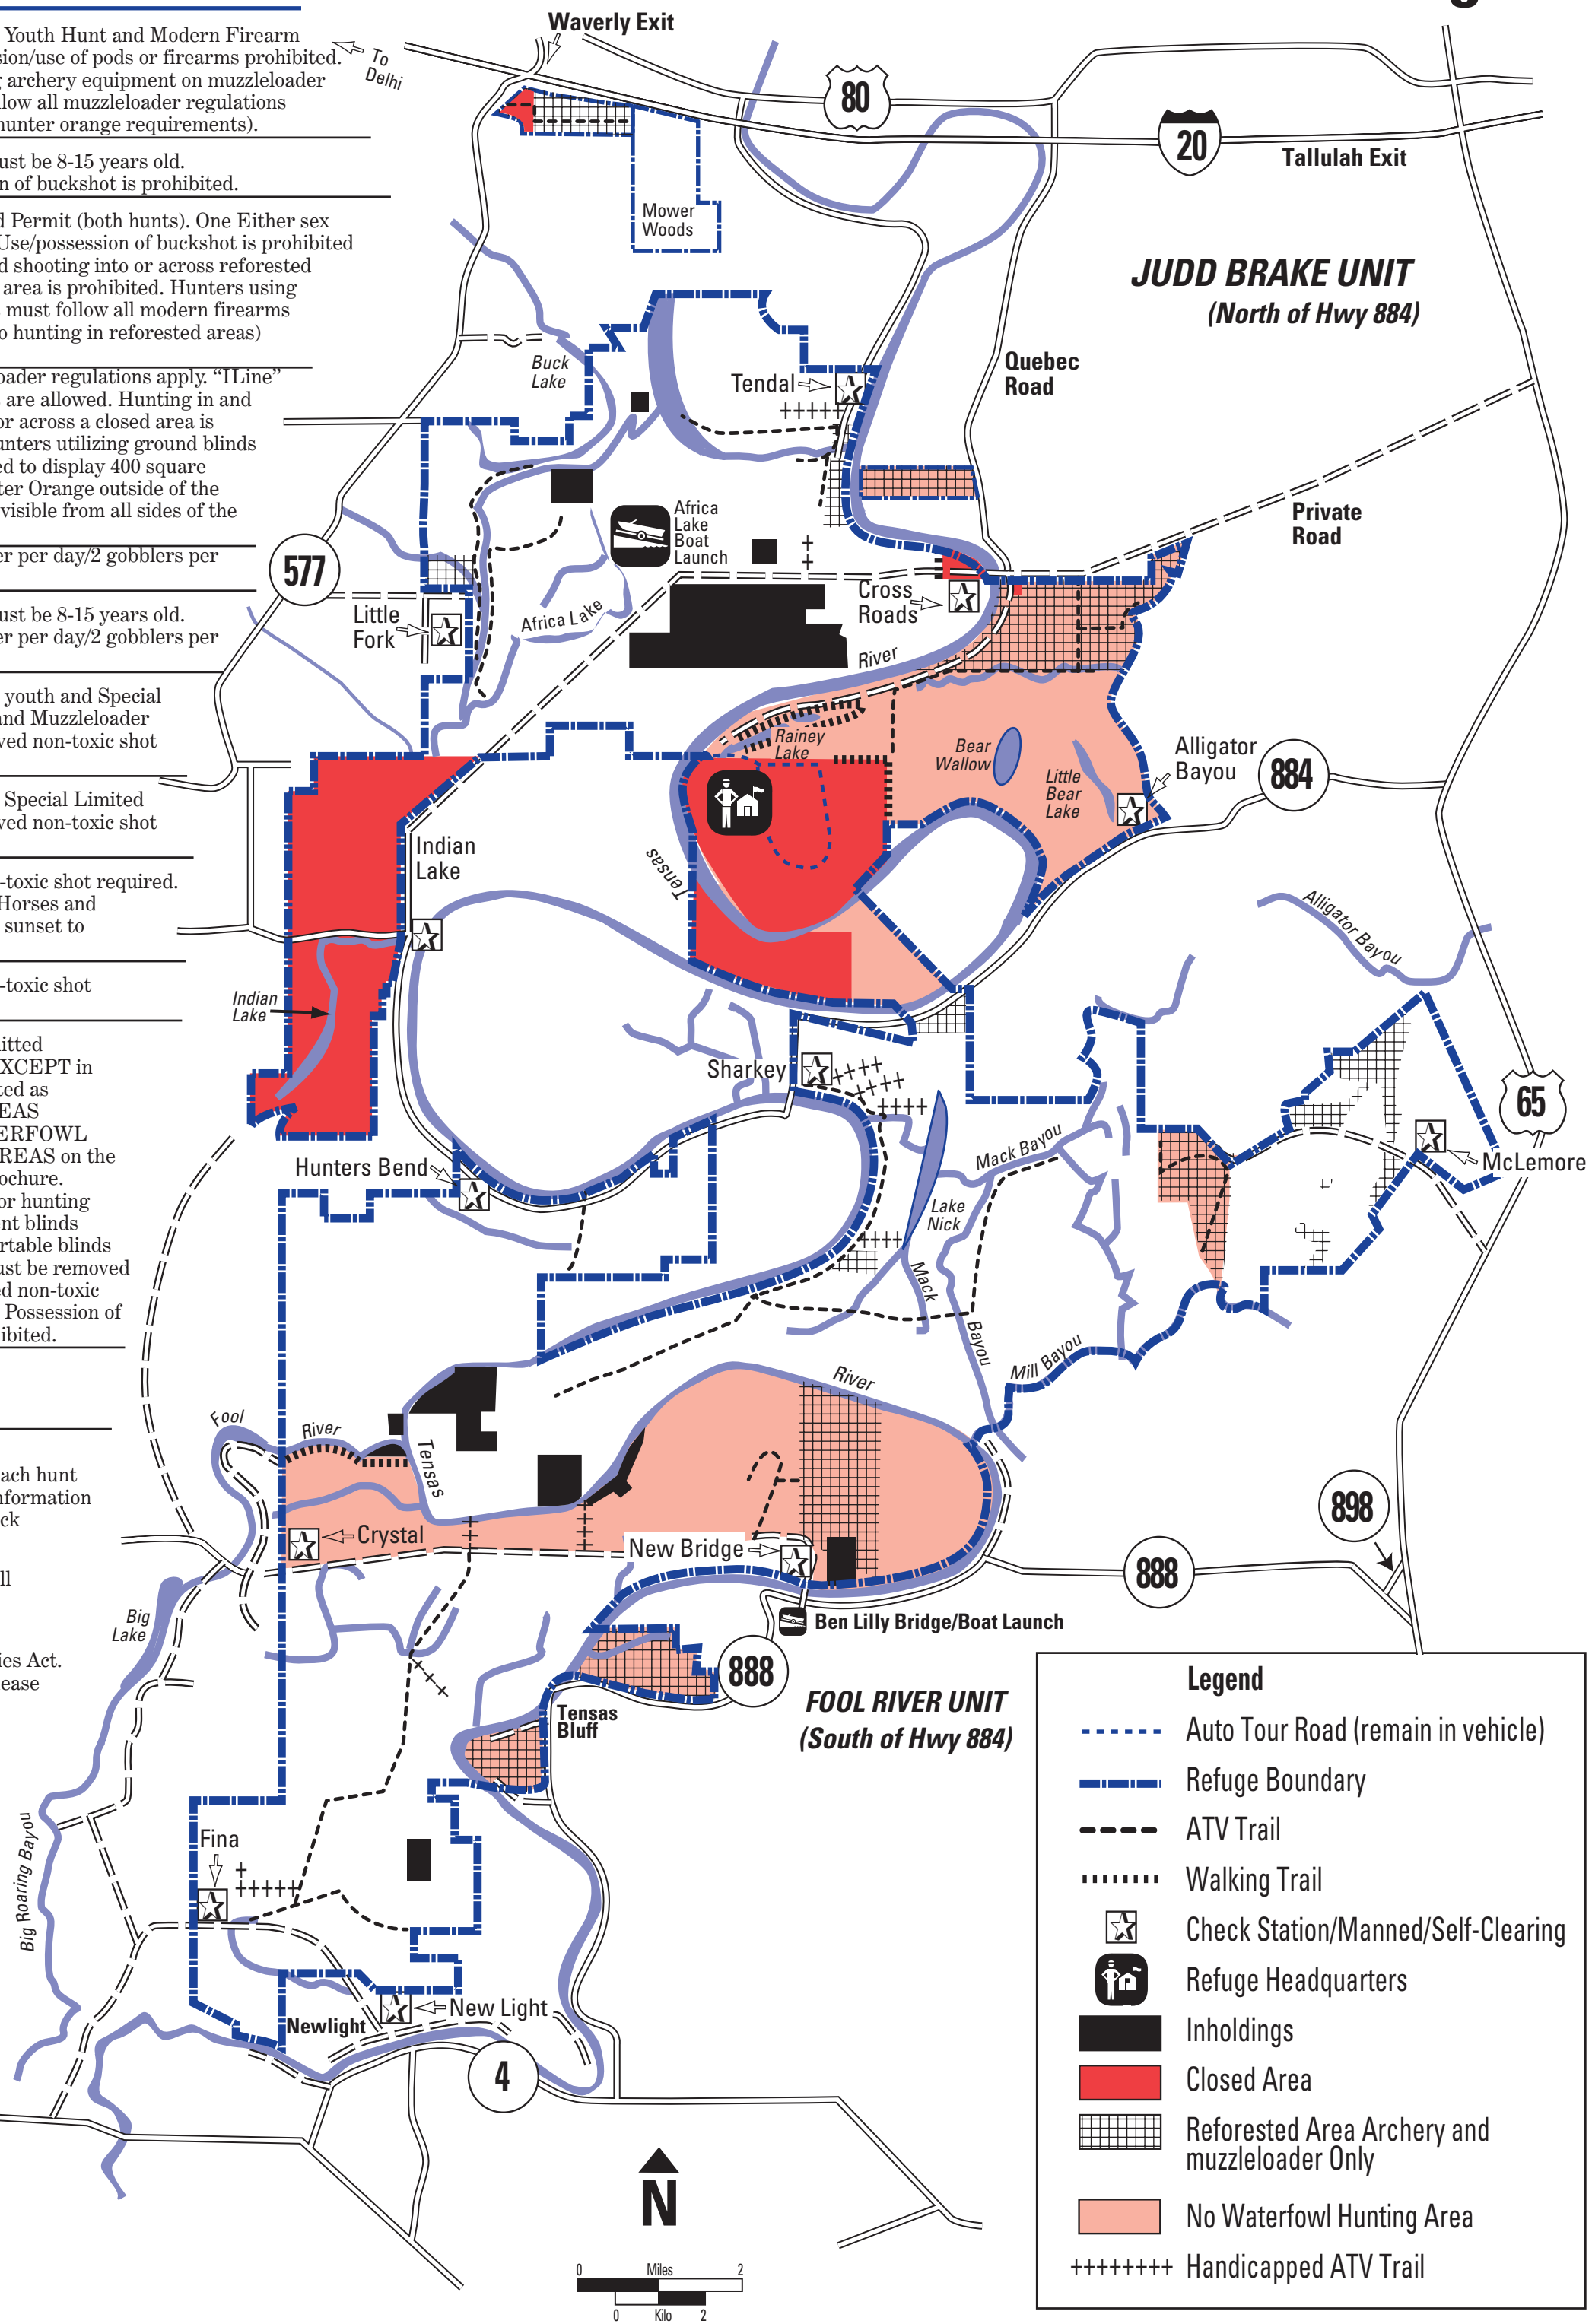 Youth Hunt and Modern Firearm
sion/use of pods or firearms prohibited.
g archery equipment on muzzleloader
llow all muzzleloader regulations
hunter orange requirements).
ust be 8-15 years old.
n of buckshot is prohibited.
d Permit (both hunts). One Either sex
Use/possession of buckshot is prohibited
d shooting into or across reforested
area is prohibited. Hunters using
must follow all modern firearms
o hunting in reforested areas)
oader regulations apply. “ILine”
are allowed. Hunting in and
or across a closed area is
unters utilizing ground blinds
ed to display 400 square
ter Orange outside of the
visible from all sides of the
er per day/2 gobblers per
ust be 8-15 years old.
er per day/2 gobblers per
youth and Special
and Muzzleloader
ved non-toxic shot
Special Limited
ved non-toxic shot
-toxic shot required.
Horses and
sunset to
-toxic shot
itted
EXCEPT in
ted as
EAS
ERFOWL
REAS on the
ochure.
or hunting
nt blinds
rtable blinds
ust be removed
ed non-toxic
Possession of
ibited.
ach hunt
nformation
ck
ll
ies Act.
ease
Waverly Exit
To
Delhi
80
20
Tallulah Exit
Mower
Woods
JUDD BRAKE UNIT
(North of Hwy 884)
Buck
Lake
Tendal
Quebec
Road
Africa
Lake
Boat
Launch
Private
Road
577
Little
Fork
Africa Lake
Cross
Roads
River
Rainey
Lake
Bear
Wallow
Little
Bear
Lake
Alligator
Bayou
884
Indian
Lake
Tensas
Alligator Bayou
Indian
Lake
Sharkey
65
Hunters Bend
Mack Bayou
McLemore
Lake
Nick
Mack
Bayou
Mill Bayou
River
Fool
River
Tensas
898
Crystal
New Bridge
888
Big
Lake
Ben Lilly Bridge/Boat Launch
888
FOOL RIVER UNIT
(South of Hwy 884)
Tensas
Bluff
Big Roaring Bayou
Fina
New Light
Newlight
4
N
0 Miles 2
0 Kilo 2
Legend
Auto Tour Road (remain in vehicle)
Refuge Boundary
ATV Trail
Walking Trail
Check Station/Manned/Self-Clearing
Refuge Headquarters
Inholdings
Closed Area
Reforested Area Archery and
muzzleloader Only
No Waterfowl Hunting Area
Handicapped ATV Trail